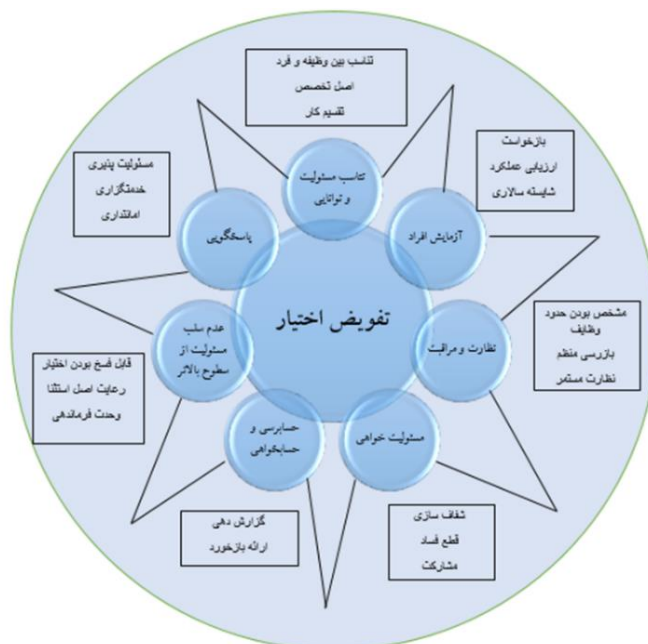 تناسب بین وظیفه و فرد
اصل تخصص
تقسیم کار
بازخواست
ارزیابی عملکرد
شایسته سالاری
مسئولیت پذیری
خدمتگزاری
امانتداری
تناسب مسئولیت
و توانایی
آزمایش افراد
پاسخگویی
تفویض اختیار
نظارت و مراقبت
عدم سلب
مسئولیت از
سطوح بالاتر
مشخص بودن حدود
وظایف
بازرسی منظم
نظارت مستمر
قابل فسخ بودن اختیار
رعایت اصل استثنا
وحدت فرماندهی
مسئولیت خواهی
حسابرسی و
حسابخواهی
گزارش دهی
ارائه بازخورد
شفاف سازی
قطع فساد
مشارکت